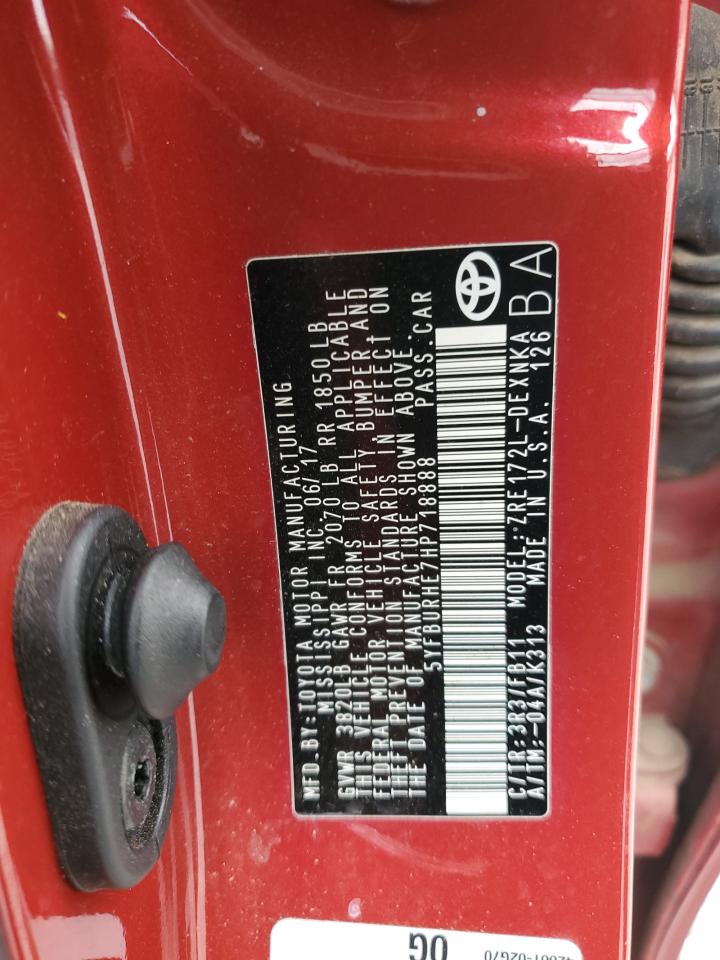 MFD BY:TOYOTA MOTOR MANUFACTURING
MISSISSIPPI INC. 06/17
GVWR 3820LB GAWR FR 2070 LB RR 1850 LB
THIS VEHICLE CONFORMS TO ALL APPLICABLE
FEDERAL MOTOR VEHICLE SAFETY, BUMPER, AND
THEFT PREVENTION STANDARDS IN EFFECT ON
THE DATE OF MANUFACTURE SHOWN ABOVE.
5YFBURHE7HP718888 PASS. CAR
C/TR:3R3/FB11 MODEL:ZRE172L-DEXNKA
A/TM:-04A/K313 MADE IN U.S.A. 126
BA
0G